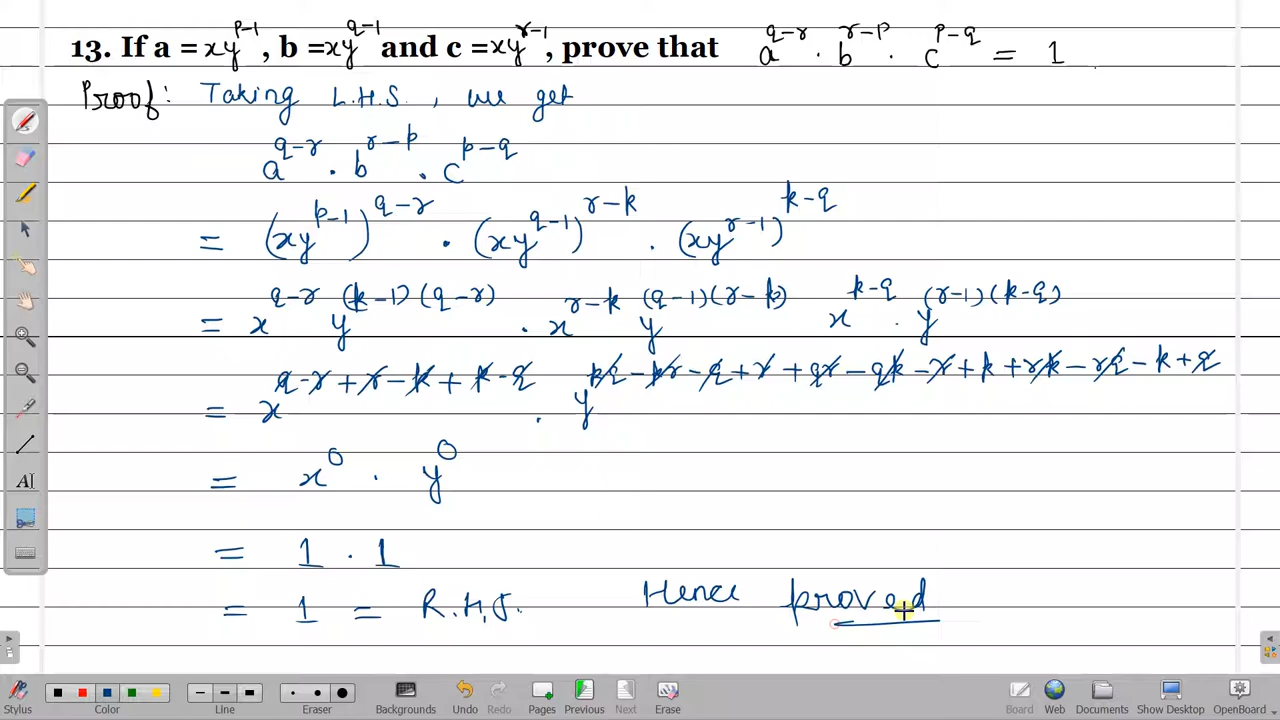 13. If a = xy^{p-1}, b = xy^{q-1} and c = xy^{r-1}, prove that a^{q-r} · b^{r-p} · c^{p-q} = 1
Proof: Taking L.H.S., we get
a^{q-r} · b^{r-p} · c^{p-q}
= (xy^{p-1})^{q-r} · (xy^{q-1})^{r-p} · (xy^{r-1})^{p-q}
= x^{q-r} y^{(p-1)(q-r)} · x^{r-p} y^{(q-1)(r-p)} x^{p-q} · y^{(r-1)(p-q)}
= x^{q-r+r-p+p-q} · y^{pq-pr-q+r+qr-qp-r+p+rp-rq-p+q}
= x^0 · y^0
= 1 · 1
= 1 = R.H.S. Hence proved
AI
Stylus
Color
Line
Eraser
Backgrounds
Undo
Redo
Pages
Previous
Next
Erase
Board
Web
Documents
Show Desktop
OpenBoard